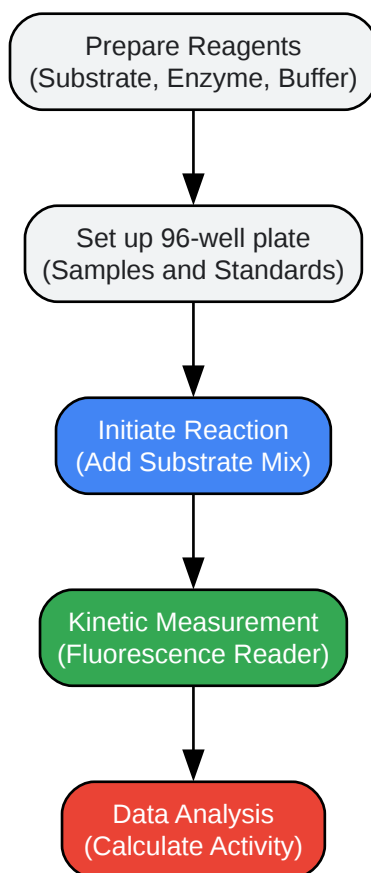 Prepare Reagents
(Substrate, Enzyme, Buffer)
Set up 96-well plate
(Samples and Standards)
Initiate Reaction
(Add Substrate Mix)
Kinetic Measurement
(Fluorescence Reader)
Data Analysis
(Calculate Activity)